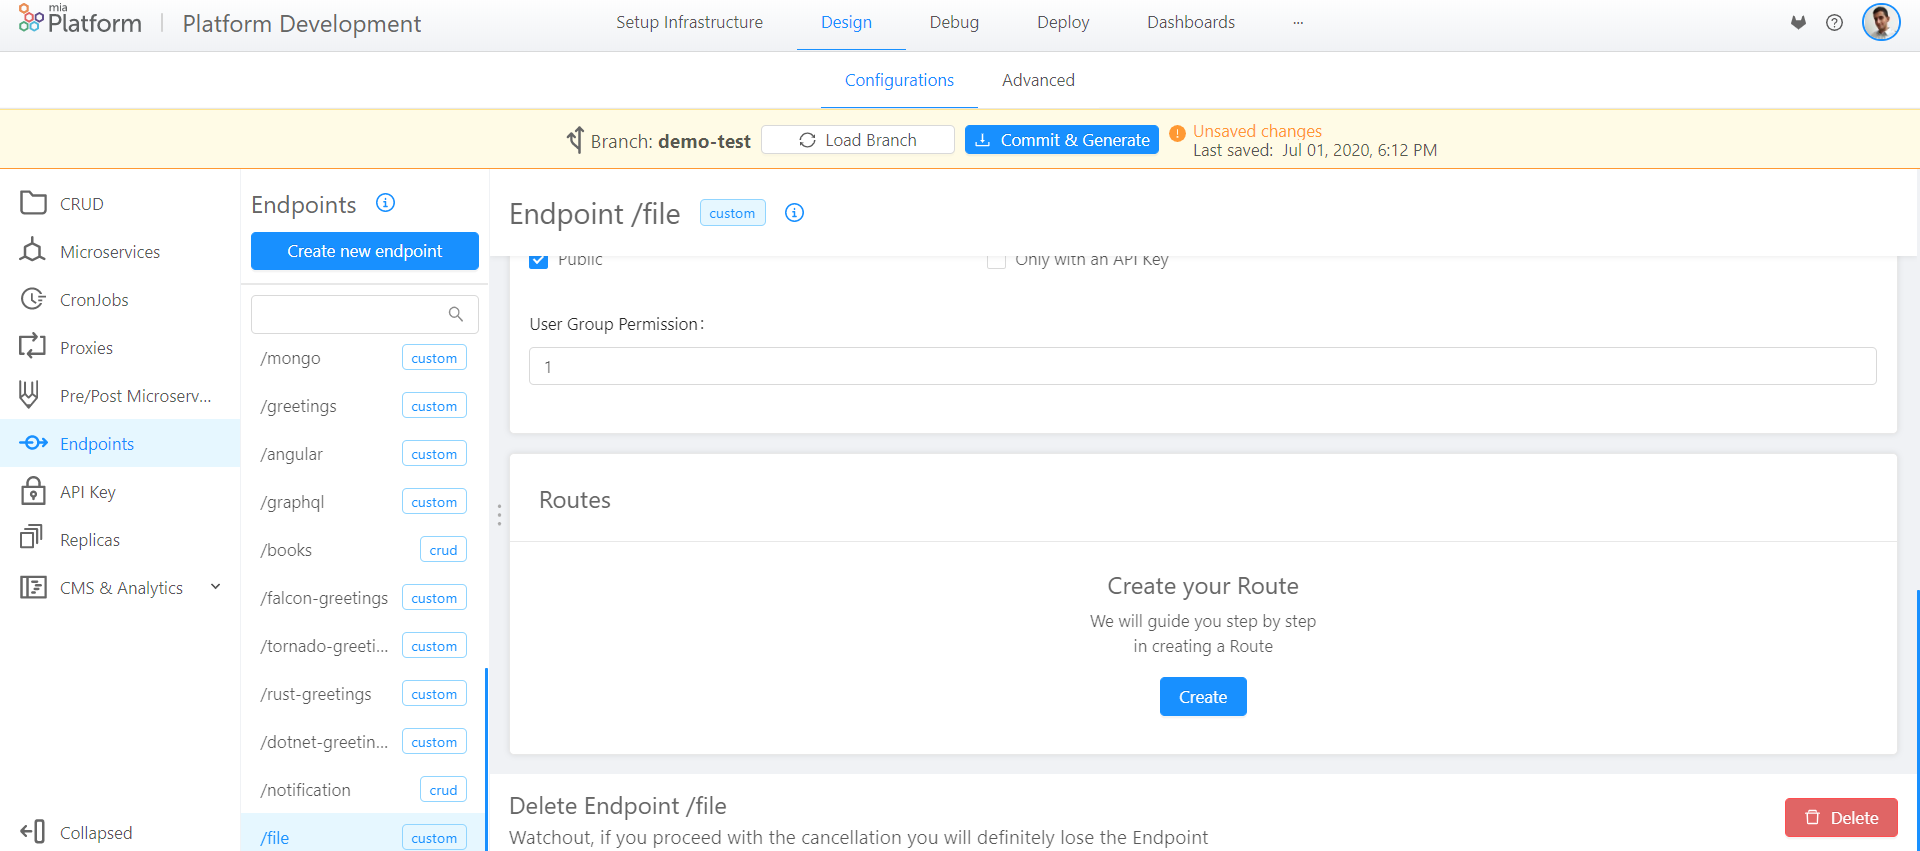 mia
Platform
Platform Development
Setup Infrastructure
Design
Debug
Deploy
Dashboards
...
Configurations
Advanced
Branch: demo-test
Load Branch
Commit & Generate
Unsaved changes
Last saved: Jul 01, 2020, 6:12 PM
CRUD
Microservices
CronJobs
Proxies
Pre/Post Microserv...
Endpoints
API Key
Replicas
CMS & Analytics
Collapsed
Endpoints
Create new endpoint
/mongo custom
/greetings custom
/angular custom
/graphql custom
/books crud
/falcon-greetings custom
/tornado-greeti... custom
/rust-greetings custom
/dotnet-greetin... custom
/notification crud
/file custom
Endpoint /file custom
Public
Only with an API Key
User Group Permission:
1
Routes
Create your Route
We will guide you step by step
in creating a Route
Create
Delete Endpoint /file
Watchout, if you proceed with the cancellation you will definitely lose the Endpoint
Delete